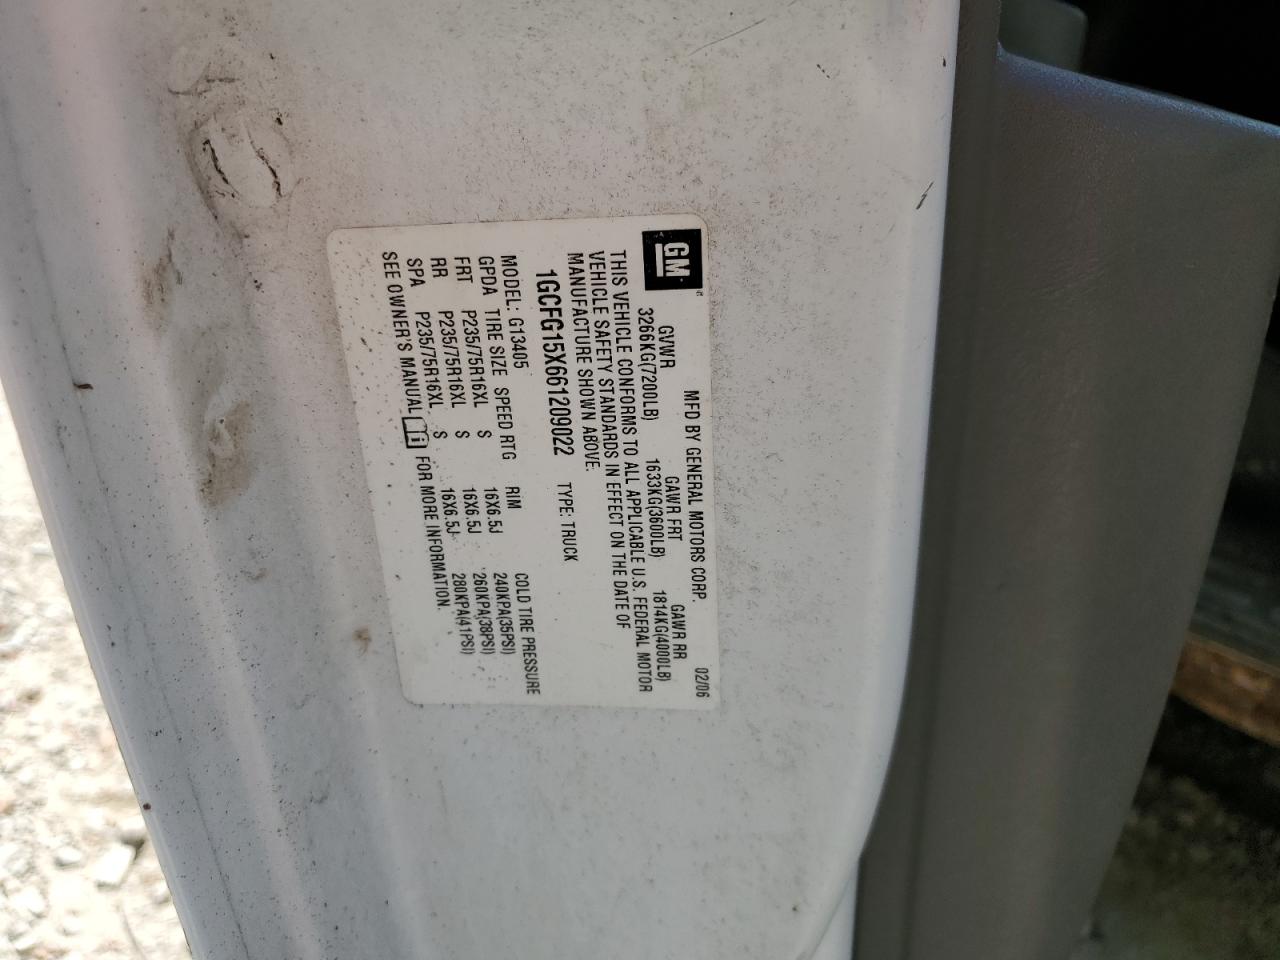 GM
MFD BY GENERAL MOTORS CORP. 02/06
GVWR GAWR FRT GAWR RR
3266KG(7200LB) 1633KG(3600LB) 1814KG(4000LB)
THIS VEHICLE CONFORMS TO ALL APPLICABLE U.S. FEDERAL MOTOR
VEHICLE SAFETY STANDARDS IN EFFECT ON THE DATE OF
MANUFACTURE SHOWN ABOVE.
1GCFG15X661209022 TYPE: TRUCK
MODEL: G13405
GPDA TIRE SIZE SPEED RTG RIM COLD TIRE PRESSURE
FRT P235/75R16XL S 16X6.5J 240KPA(35PSI)
RR P235/75R16XL S 16X6.5J 260KPA(38PSI)
SPA P235/75R16XL S 16X6.5J 280KPA(41PSI)
SEE OWNER'S MANUAL FOR MORE INFORMATION.